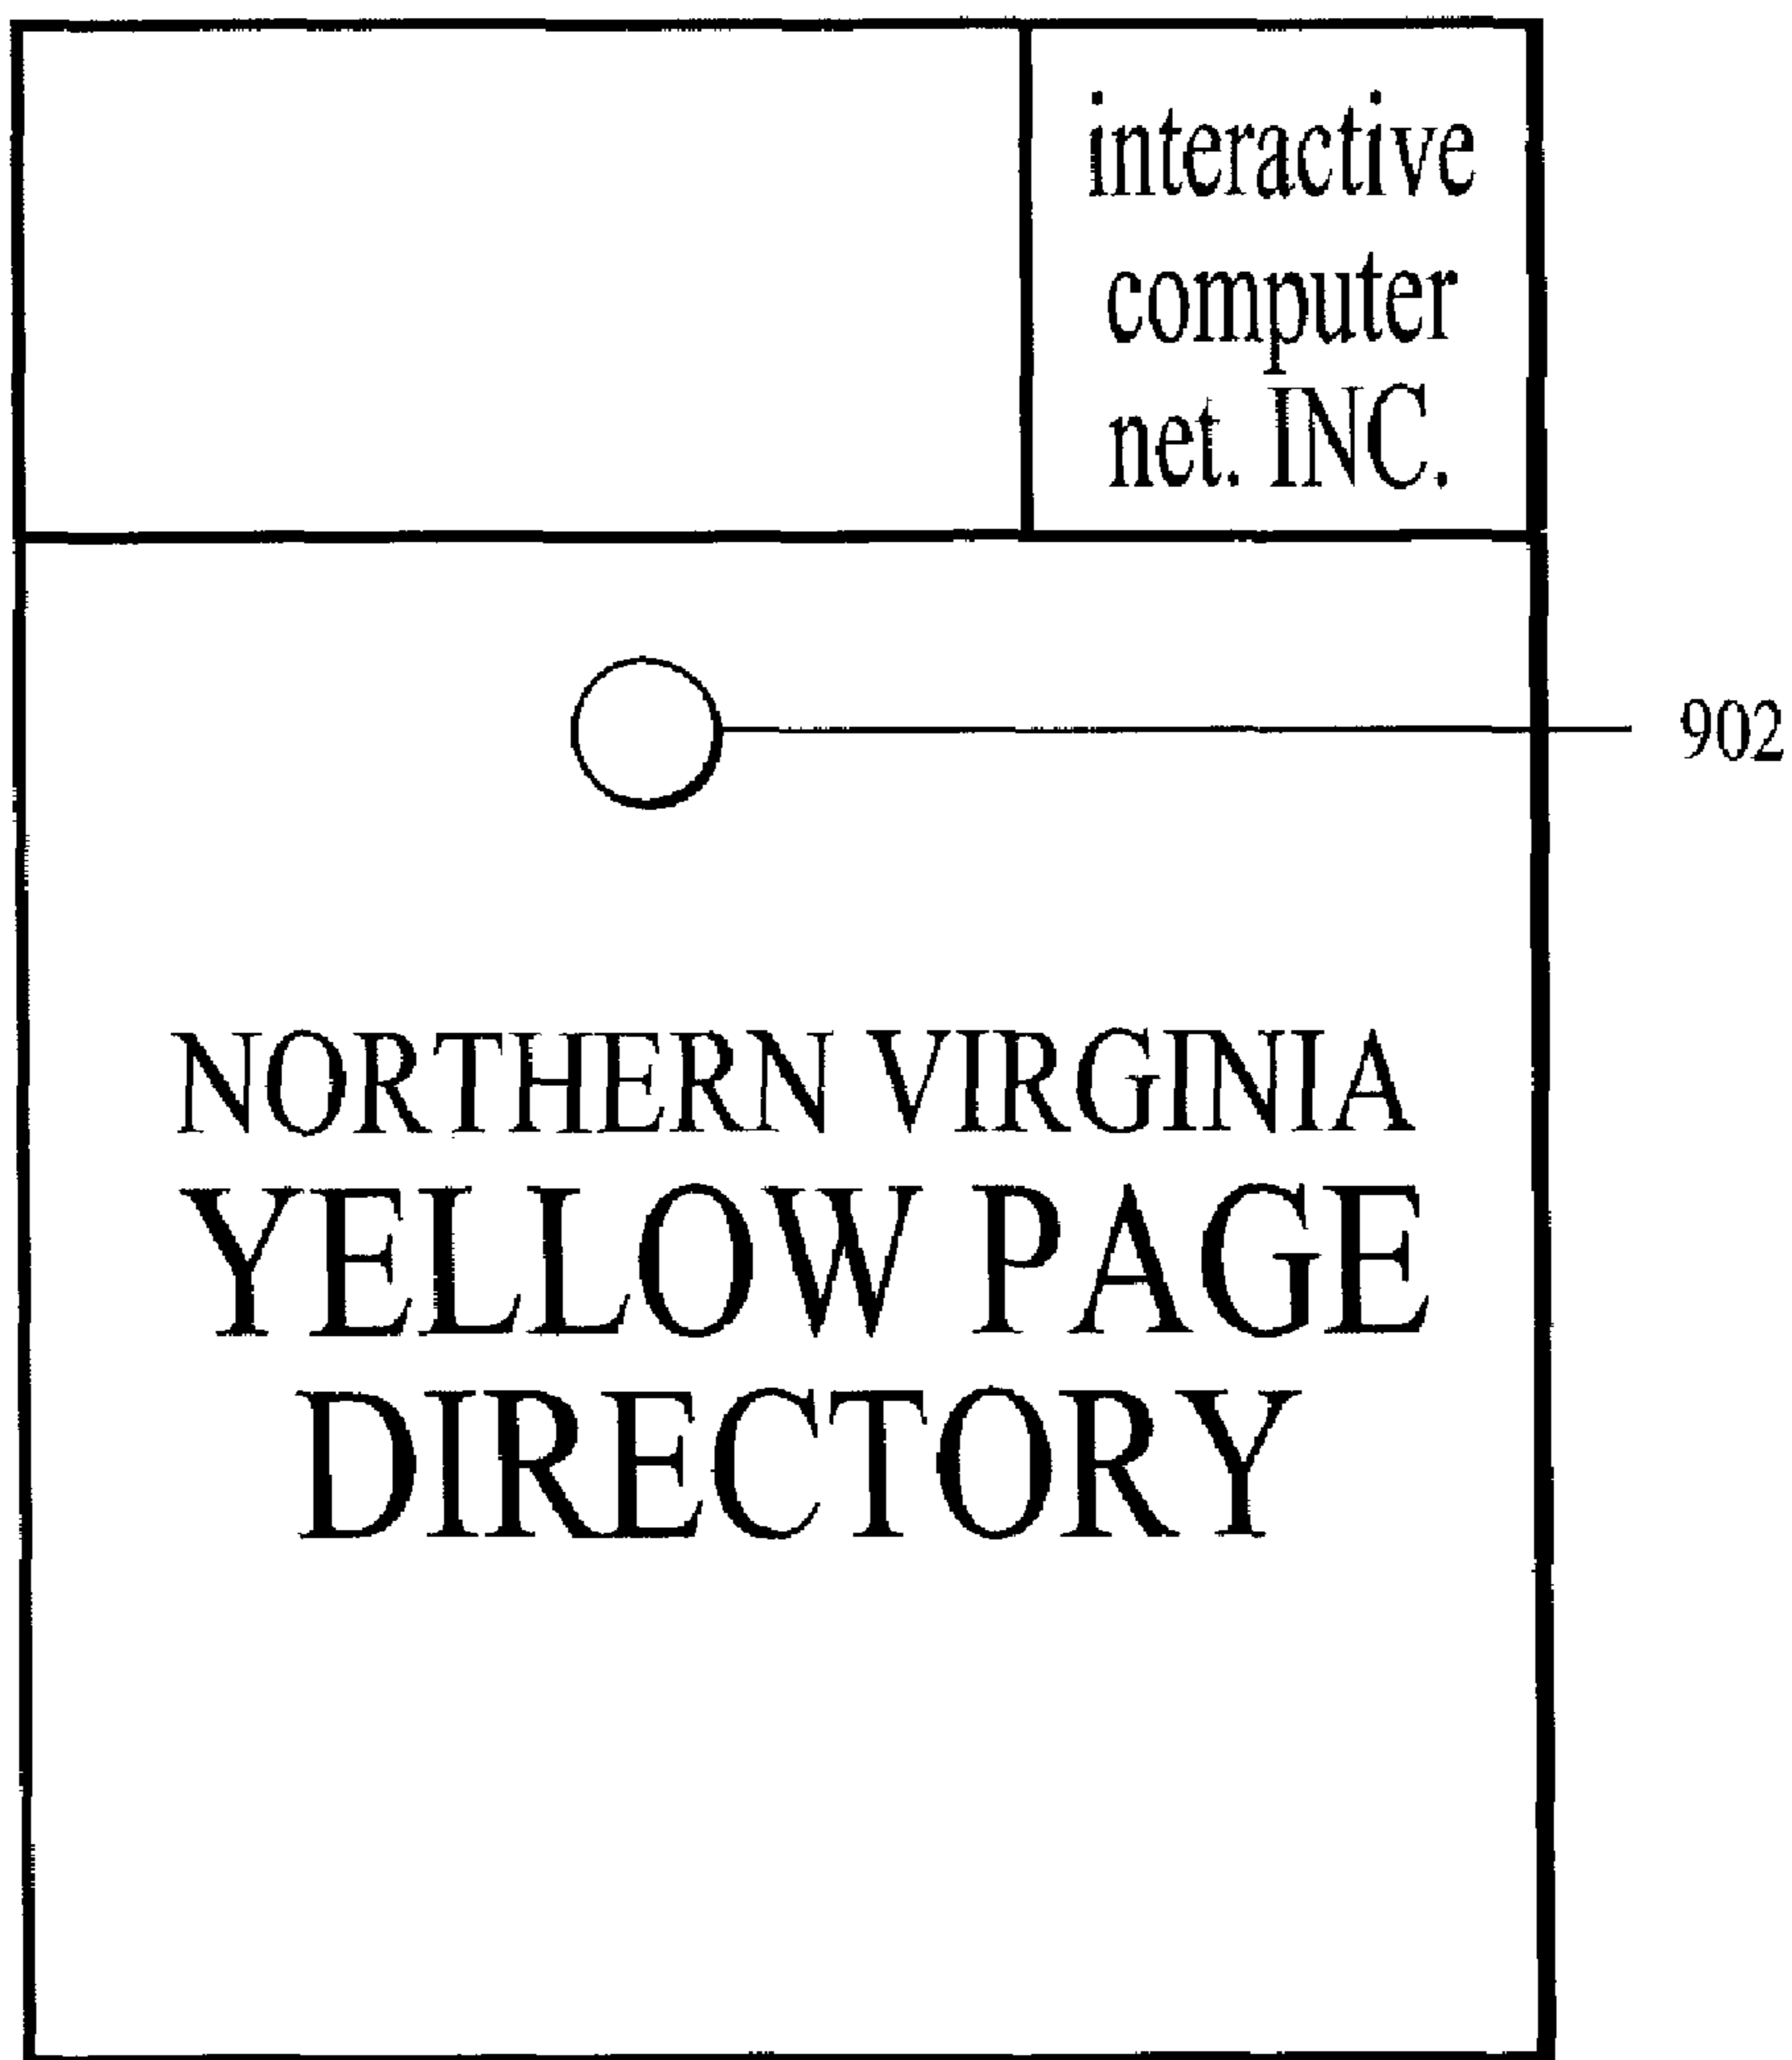 interactive
computer
net. INC.
902
NORTHERN VIRGINIA
YELLOW PAGE
DIRECTORY